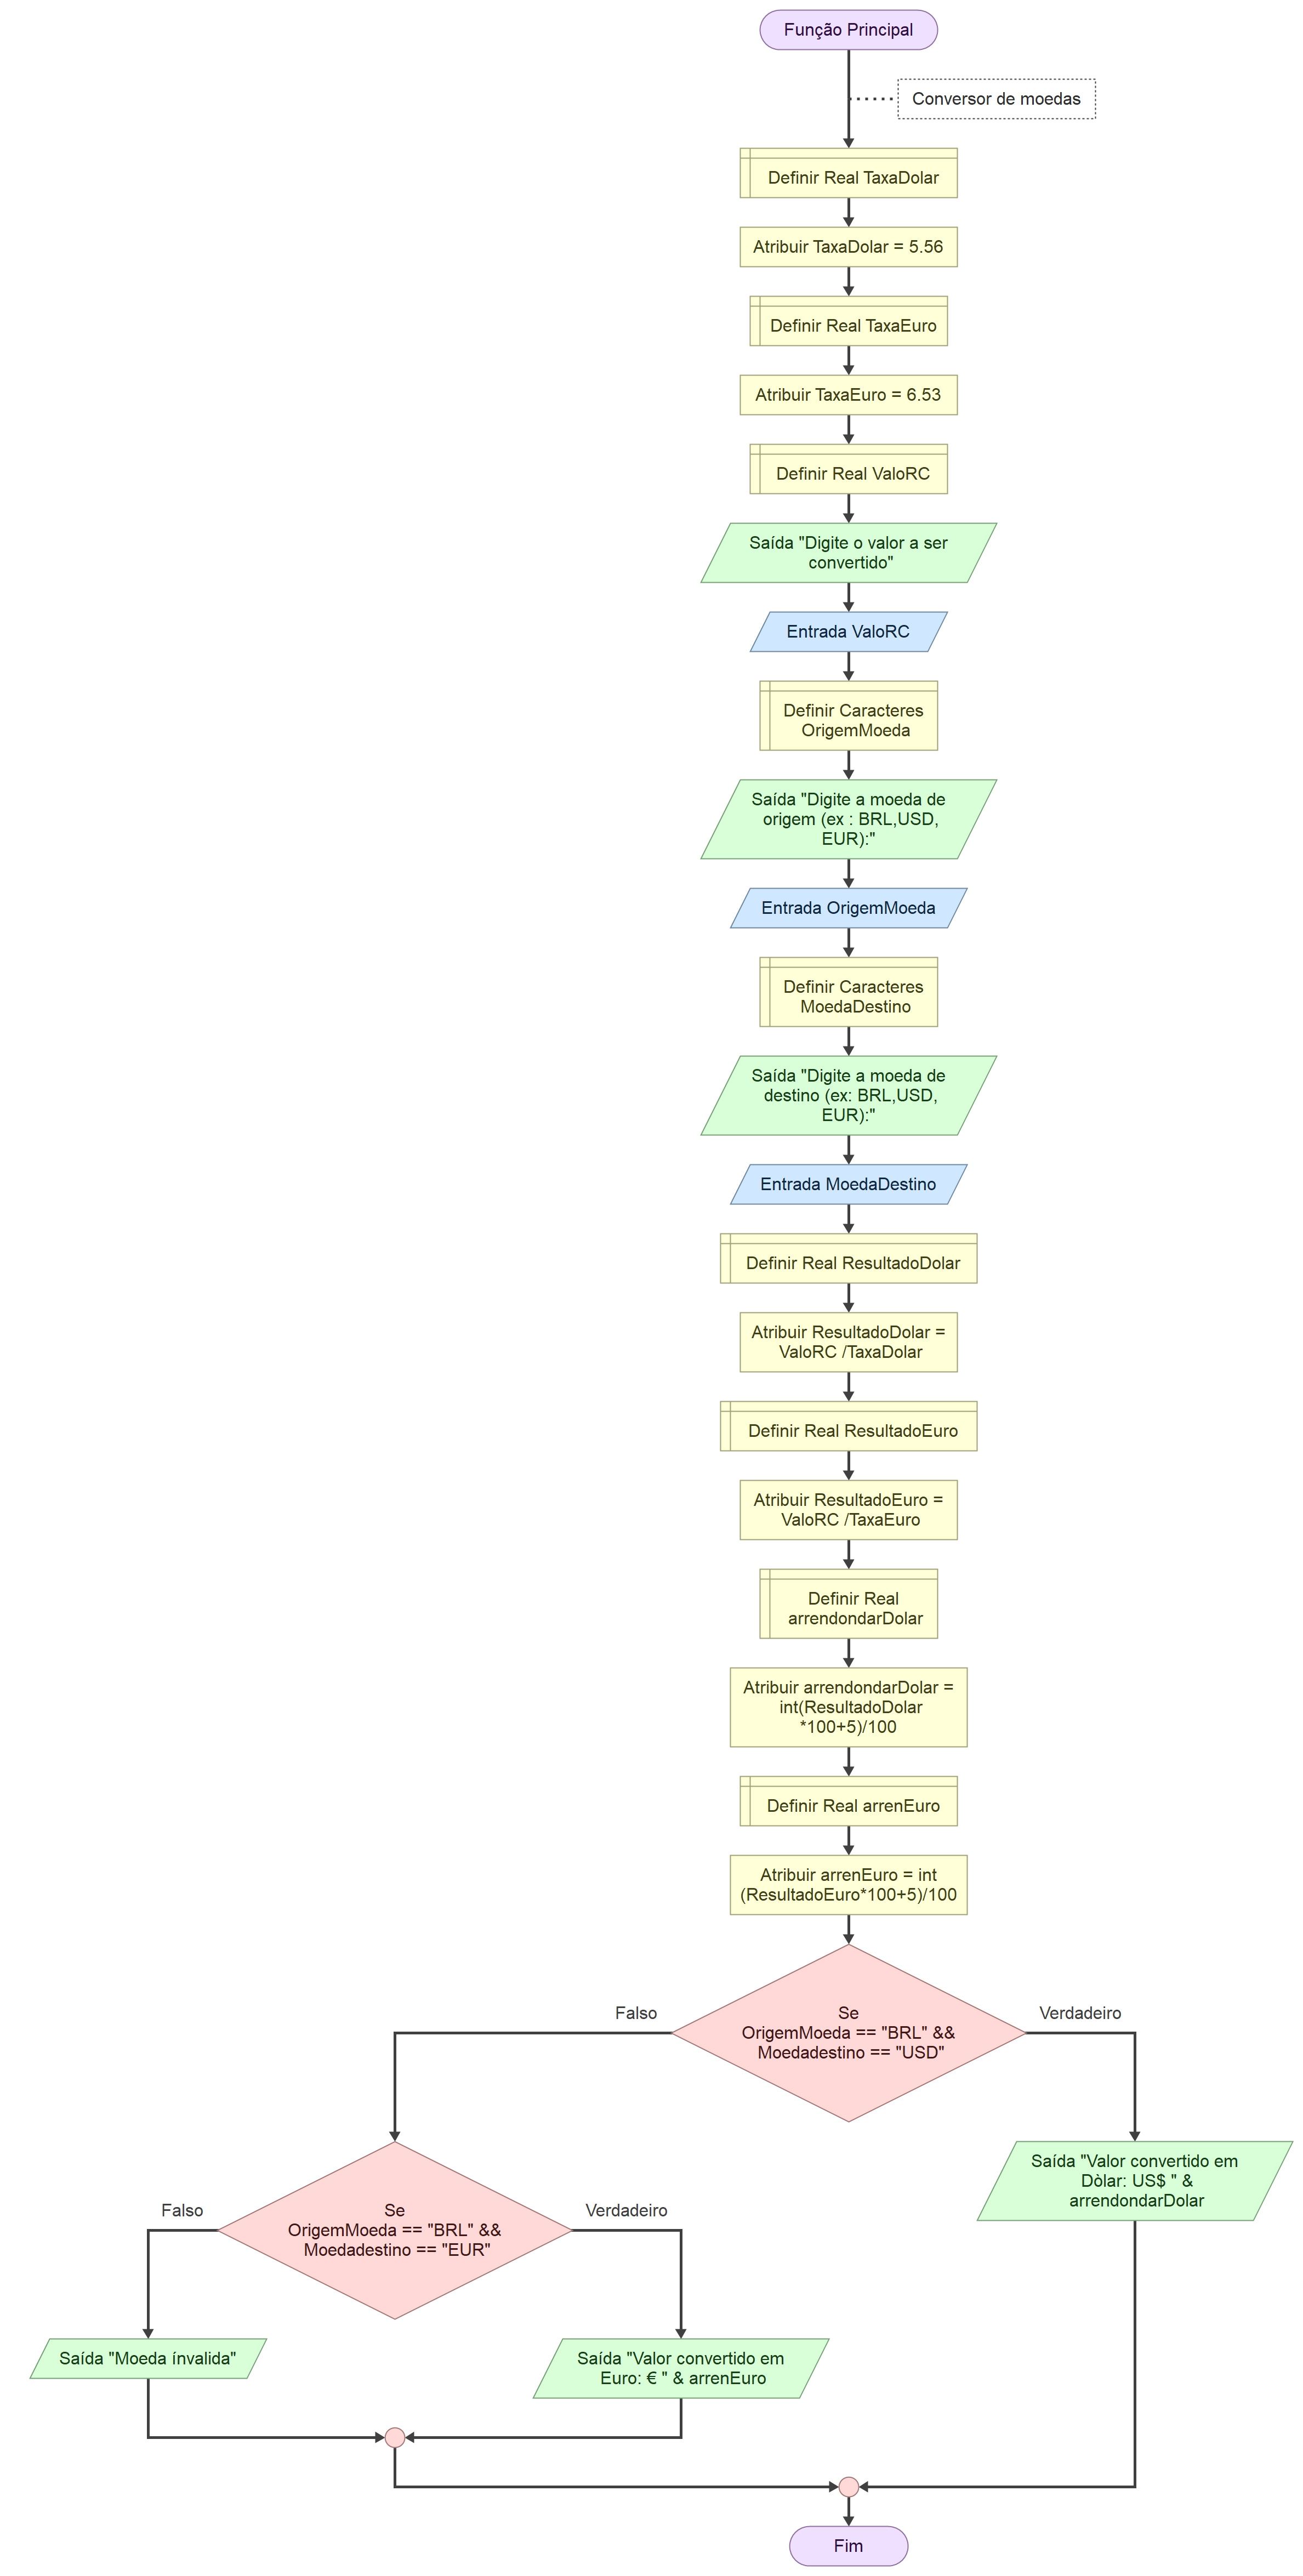 Função Principal
Conversor de moedas
Definir Real TaxaDolar
Atribuir TaxaDolar = 5.56
Definir Real TaxaEuro
Atribuir TaxaEuro = 6.53
Definir Real ValoRC
Saída "Digite o valor a ser
convertido"
Entrada ValoRC
Definir Caracteres
OrigemMoeda
Saída "Digite a moeda de
origem (ex : BRL,USD,
EUR):"
Entrada OrigemMoeda
Definir Caracteres
MoedaDestino
Saída "Digite a moeda de
destino (ex: BRL,USD,
EUR):"
Entrada MoedaDestino
Definir Real ResultadoDolar
Atribuir ResultadoDolar =
ValoRC /TaxaDolar
Definir Real ResultadoEuro
Atribuir ResultadoEuro =
ValoRC /TaxaEuro
Definir Real
arrendondarDolar
Atribuir arrendondarDolar =
int(ResultadoDolar
*100+5)/100
Definir Real arrenEuro
Atribuir arrenEuro = int
(ResultadoEuro*100+5)/100
Falso
Se
OrigemMoeda == "BRL" &&
Moedadestino == "USD"
Verdadeiro
Saída "Valor convertido em
Dòlar: US$ " &
arrendondarDolar
Falso
Se
OrigemMoeda == "BRL" &&
Moedadestino == "EUR"
Verdadeiro
Saída "Moeda ínvalida"
Saída "Valor convertido em
Euro: € " & arrenEuro
Fim